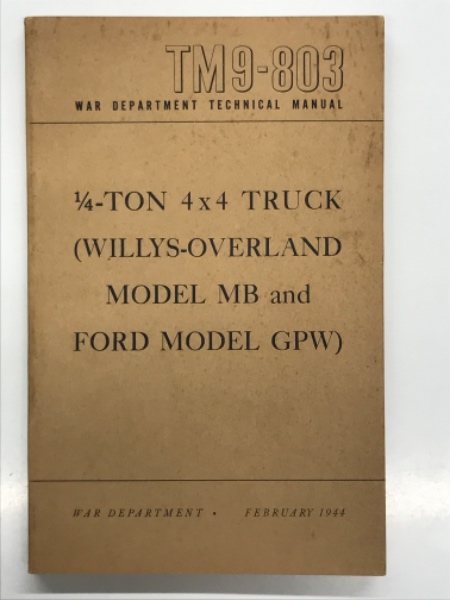 TM9-803
WAR DEPARTMENT TECHNICAL MANUAL
¼-TON 4x4 TRUCK
(WILLYS-OVERLAND
MODEL MB and
FORD MODEL GPW)
WAR DEPARTMENT • FEBRUARY 1944